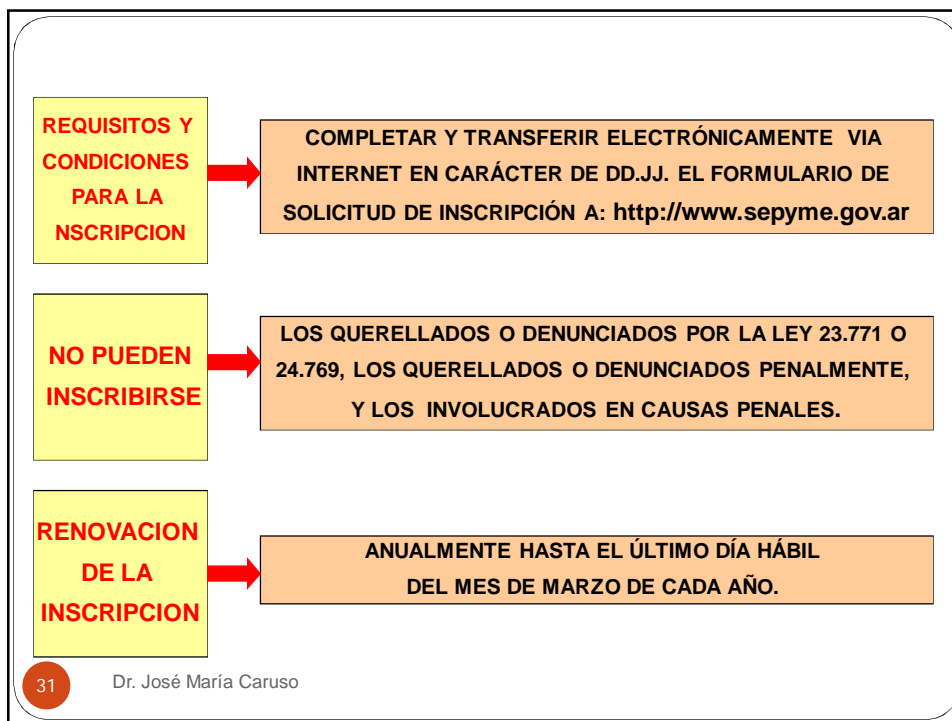 REQUISITOS Y
CONDICIONES
PARA LA
NSCRIPCION
COMPLETAR Y TRANSFERIR ELECTRÓNICAMENTE VIA
INTERNET EN CARÁCTER DE DD.JJ. EL FORMULARIO DE
SOLICITUD DE INSCRIPCIÓN A: http://www.sepyme.gov.ar
NO PUEDEN
INSCRIBIRSE
LOS QUERELLADOS O DENUNCIADOS POR LA LEY 23.771 O
24.769, LOS QUERELLADOS O DENUNCIADOS PENALMENTE,
Y LOS INVOLUCRADOS EN CAUSAS PENALES.
RENOVACION
DE LA
INSCRIPCION
ANUALMENTE HASTA EL ÚLTIMO DÍA HÁBIL
DEL MES DE MARZO DE CADA AÑO.
31 Dr. José María Caruso